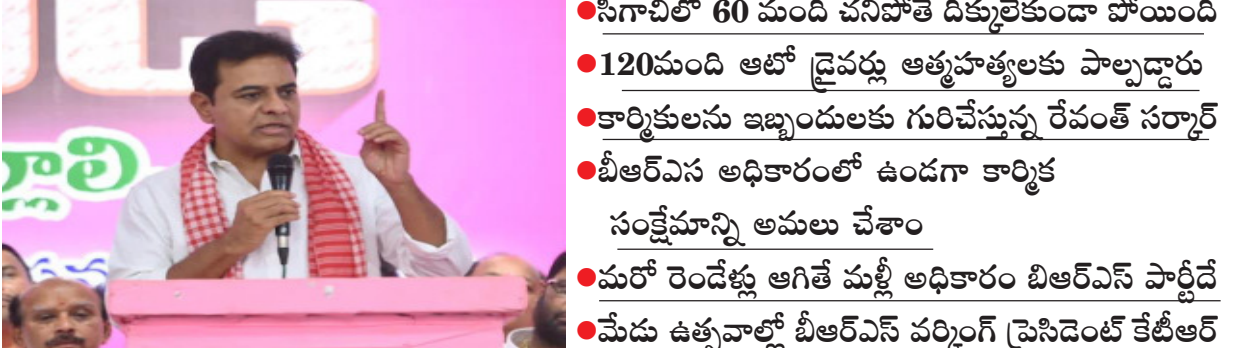 ల్లాలి
●సిగాచిలో 60 మంది చనిపోతే దిక్కులేకుండా పోయింది
●120మంది ఆటో డ్రైవర్లు ఆత్మహత్యలకు పాల్పడ్డారు
●కార్మికులను ఇబ్బందులకు గురిచేస్తున్న రేవంత్ సర్కార్
●బీఆర్ఎస అధికారంలో ఉండగా కార్మిక
సంక్షేమాన్ని అమలు చేశాం
●మరో రెండేళ్లు ఆగితే మళ్లీ అధికారం బిఆర్ఎస్ పార్టీదే
●మేడు ఉత్సవాల్లో బీఆర్ఎస్ వర్కింగ్ ప్రెసిడెంట్ కేటీఆర్